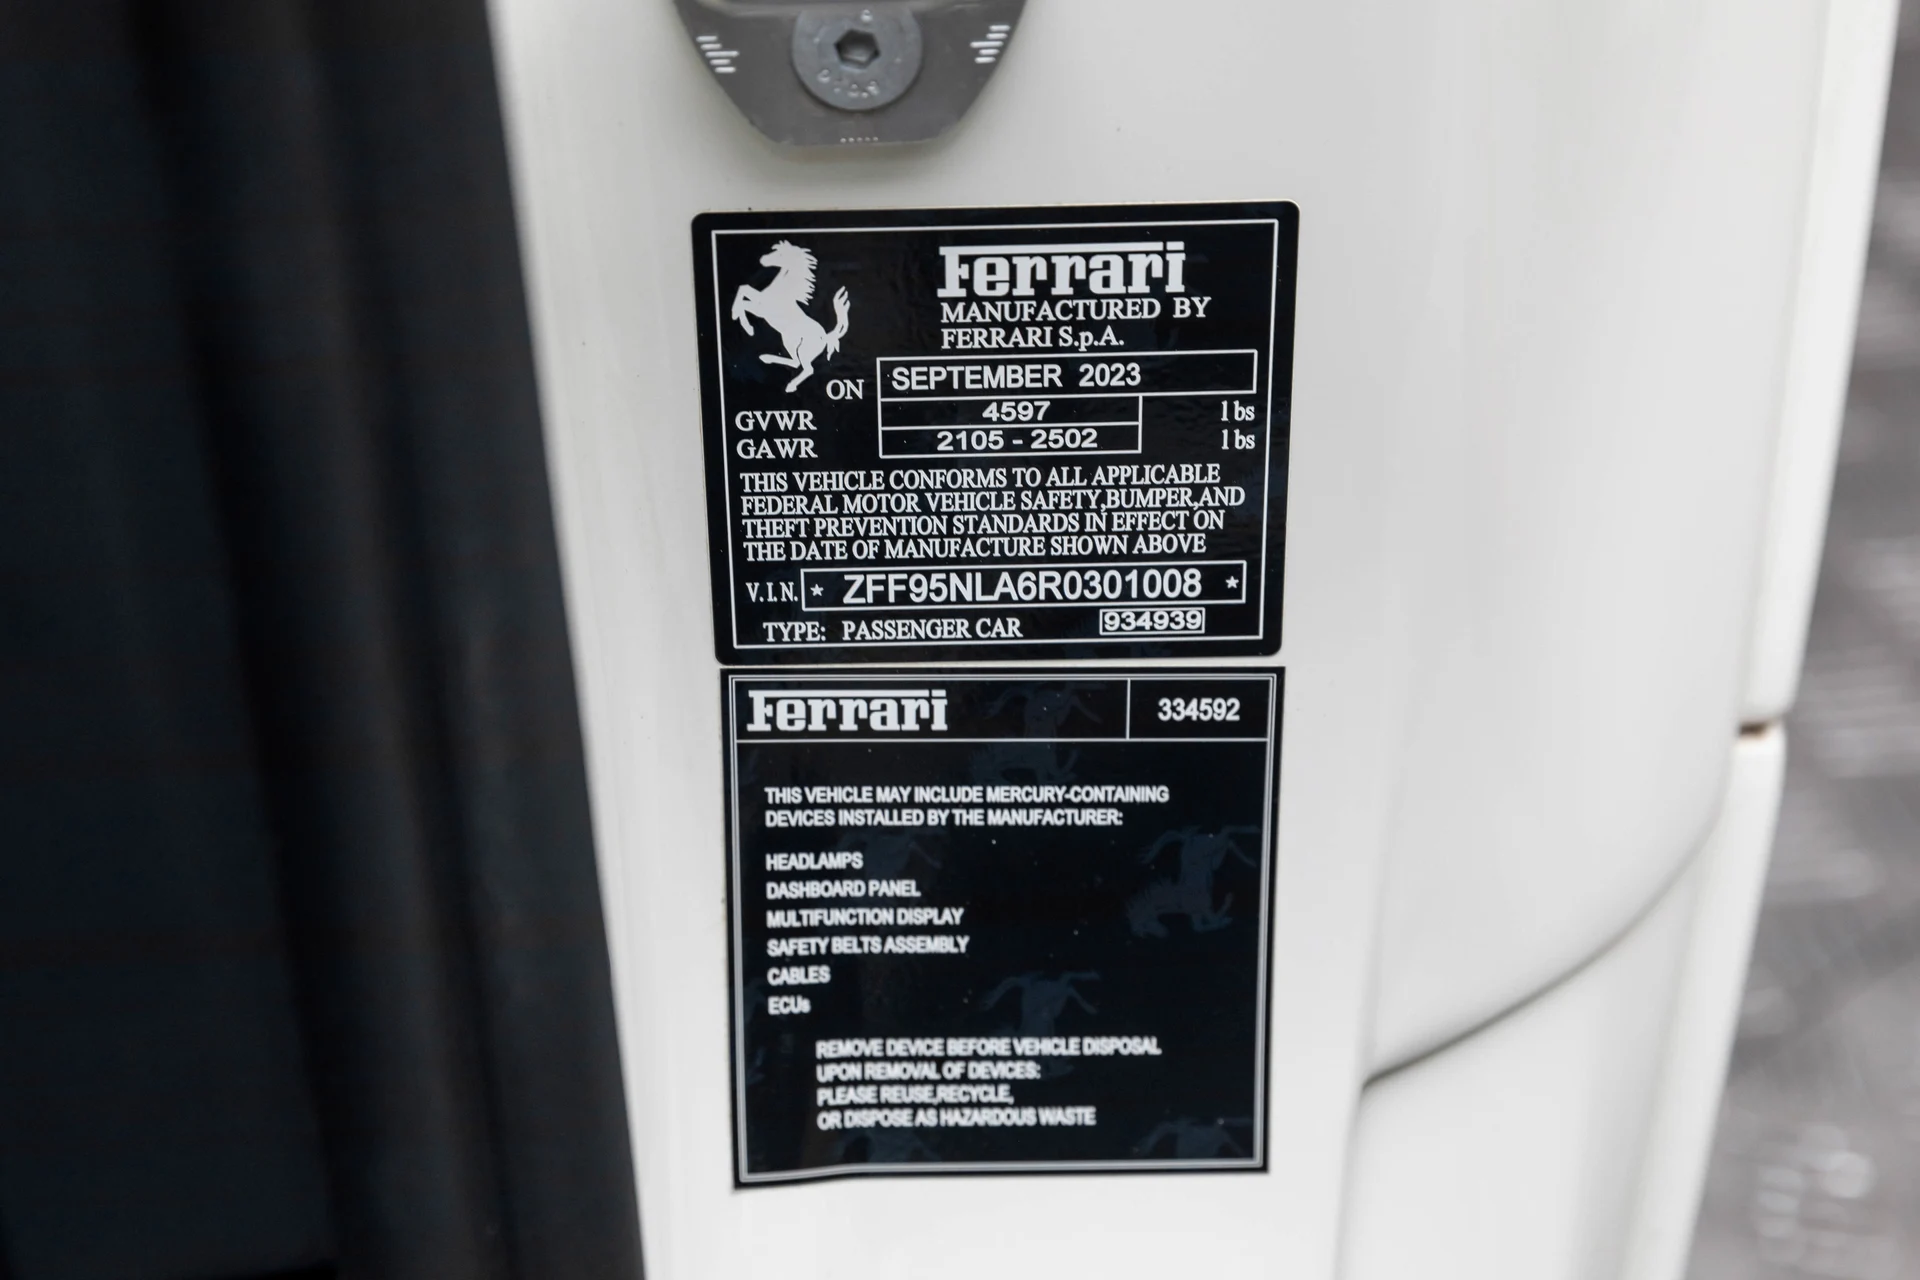 Ferrari
MANUFACTURED BY
FERRARI S.p.A.
ON SEPTEMBER 2023
GVWR 4597 lbs
GAWR 2105 - 2502 lbs
THIS VEHICLE CONFORMS TO ALL APPLICABLE
FEDERAL MOTOR VEHICLE SAFETY,BUMPER,AND
THEFT PREVENTION STANDARDS IN EFFECT ON
THE DATE OF MANUFACTURE SHOWN ABOVE
V.I.N. * ZFF95NLA6R0301008 *
TYPE: PASSENGER CAR 934939
Ferrari 334592
THIS VEHICLE MAY INCLUDE MERCURY-CONTAINING
DEVICES INSTALLED BY THE MANUFACTURER:
HEADLAMPS
DASHBOARD PANEL
MULTIFUNCTION DISPLAY
SAFETY BELTS ASSEMBLY
CABLES
ECUs
REMOVE DEVICE BEFORE VEHICLE DISPOSAL
UPON REMOVAL OF DEVICES:
PLEASE REUSE,RECYCLE,
OR DISPOSE AS HAZARDOUS WASTE